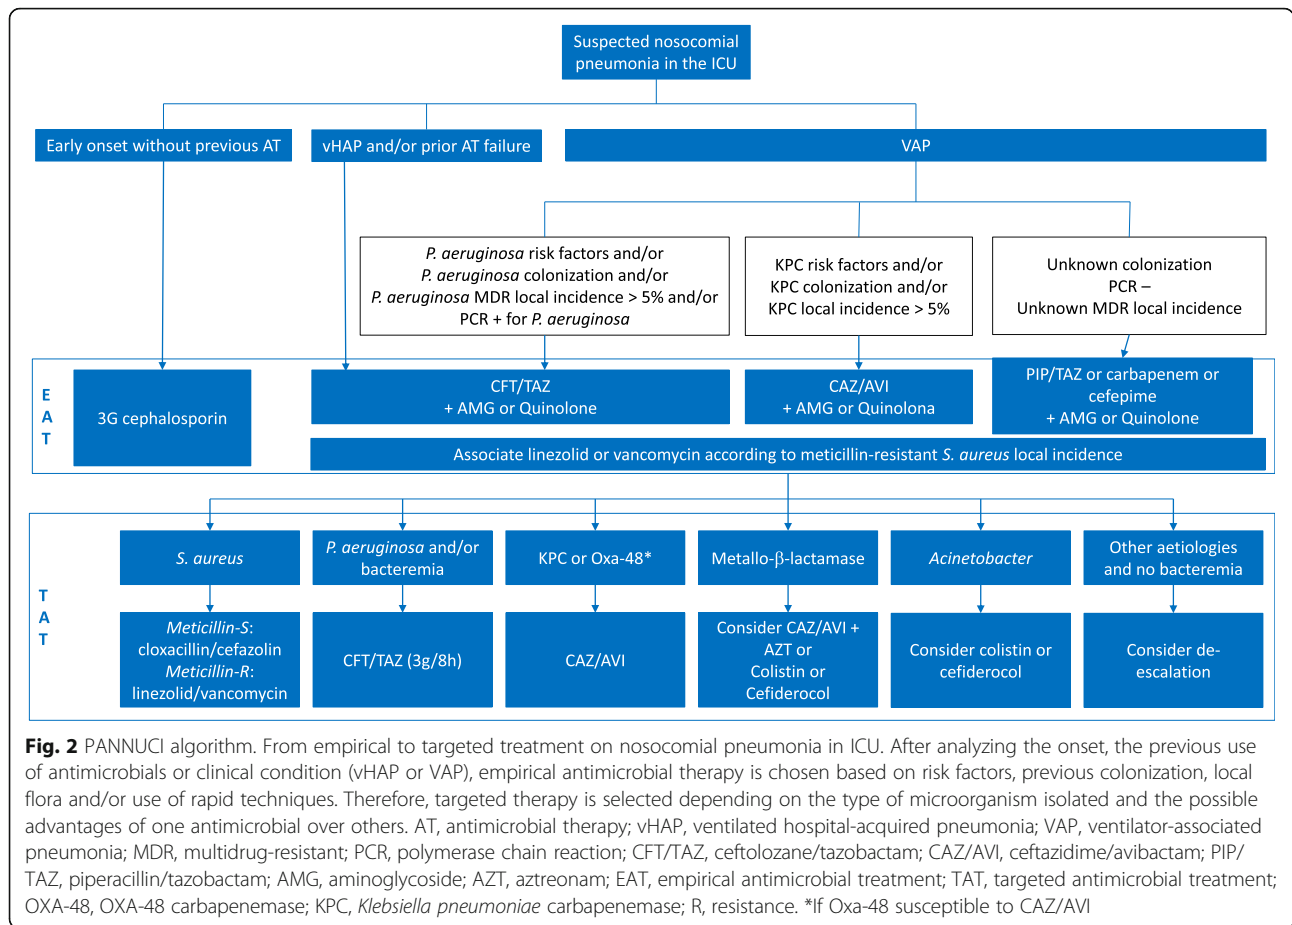 Suspected nosocomial
pneumonia in the ICU
Early onset without previous AT
vHAP and/or prior AT failure
VAP
P. aeruginosa risk factors and/or
P. aeruginosa colonization and/or
P. aeruginosa MDR local incidence > 5% and/or
PCR + for P. aeruginosa
KPC risk factors and/or
KPC colonization and/or
KPC local incidence > 5%
Unknown colonization
PCR –
Unknown MDR local incidence
E
A
T
3G cephalosporin
CFT/TAZ
+ AMG or Quinolone
CAZ/AVI
+ AMG or Quinolona
PIP/TAZ or carbapenem or
cefepime
+ AMG or Quinolone
Associate linezolid or vancomycin according to meticillin-resistant S. aureus local incidence
T
A
T
S. aureus
P. aeruginosa and/or
bacteremia
KPC or Oxa-48*
Metallo-β-lactamase
Acinetobacter
Other aetiologies
and no bacteremia
Meticillin-S:
cloxacillin/cefazolin
Meticillin-R:
linezolid/vancomycin
CFT/TAZ (3g/8h)
CAZ/AVI
Consider CAZ/AVI +
AZT or
Colistin or
Cefiderocol
Consider colistin or
cefiderocol
Consider de-
escalation
Fig. 2 PANNUCI algorithm. From empirical to targeted treatment on nosocomial pneumonia in ICU. After analyzing the onset, the previous use
of antimicrobials or clinical condition (vHAP or VAP), empirical antimicrobial therapy is chosen based on risk factors, previous colonization, local
flora and/or use of rapid techniques. Therefore, targeted therapy is selected depending on the type of microorganism isolated and the possible
advantages of one antimicrobial over others. AT, antimicrobial therapy; vHAP, ventilated hospital-acquired pneumonia; VAP, ventilator-associated
pneumonia; MDR, multidrug-resistant; PCR, polymerase chain reaction; CFT/TAZ, ceftolozane/tazobactam; CAZ/AVI, ceftazidime/avibactam; PIP/
TAZ, piperacillin/tazobactam; AMG, aminoglycoside; AZT, aztreonam; EAT, empirical antimicrobial treatment; TAT, targeted antimicrobial treatment;
OXA-48, OXA-48 carbapenemase; KPC, Klebsiella pneumoniae carbapenemase; R, resistance. *If Oxa-48 susceptible to CAZ/AVI